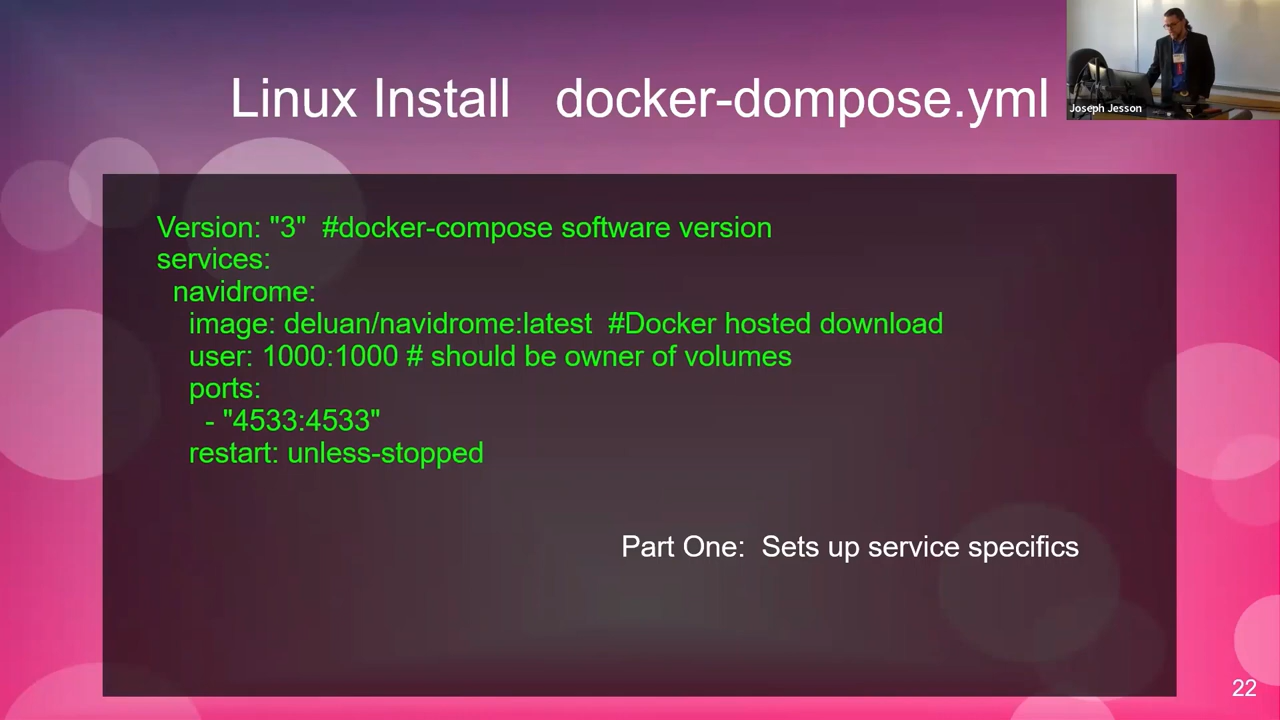 Linux Install docker-dompose.yml
Joseph Jesson
Version: "3" #docker-compose software version
services:
navidrome:
image: deluan/navidrome:latest #Docker hosted download
user: 1000:1000 # should be owner of volumes
ports:
- "4533:4533"
restart: unless-stopped
Part One: Sets up service specifics
22